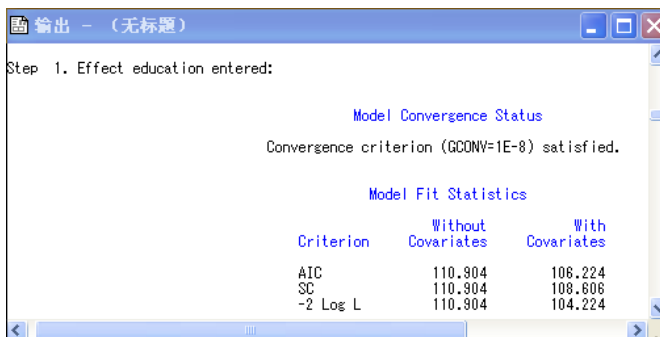 输出 - （无标题）
Step 1. Effect education entered:
Model Convergence Status
Convergence criterion (GCONV=1E-8) satisfied.
Model Fit Statistics
Without With
Criterion Covariates Covariates
AIC 110.904 106.224
SC 110.904 108.606
-2 Log L 110.904 104.224